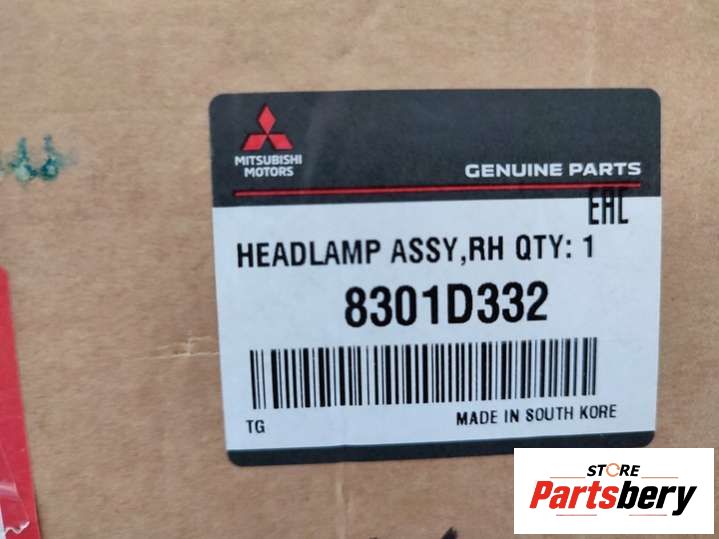 MITSUBISHI
MOTORS
GENUINE PARTS
EAC
HEADLAMP ASSY,RH QTY: 1
8301D332
TG
MADE IN SOUTH KORE
STORE
Partsbery